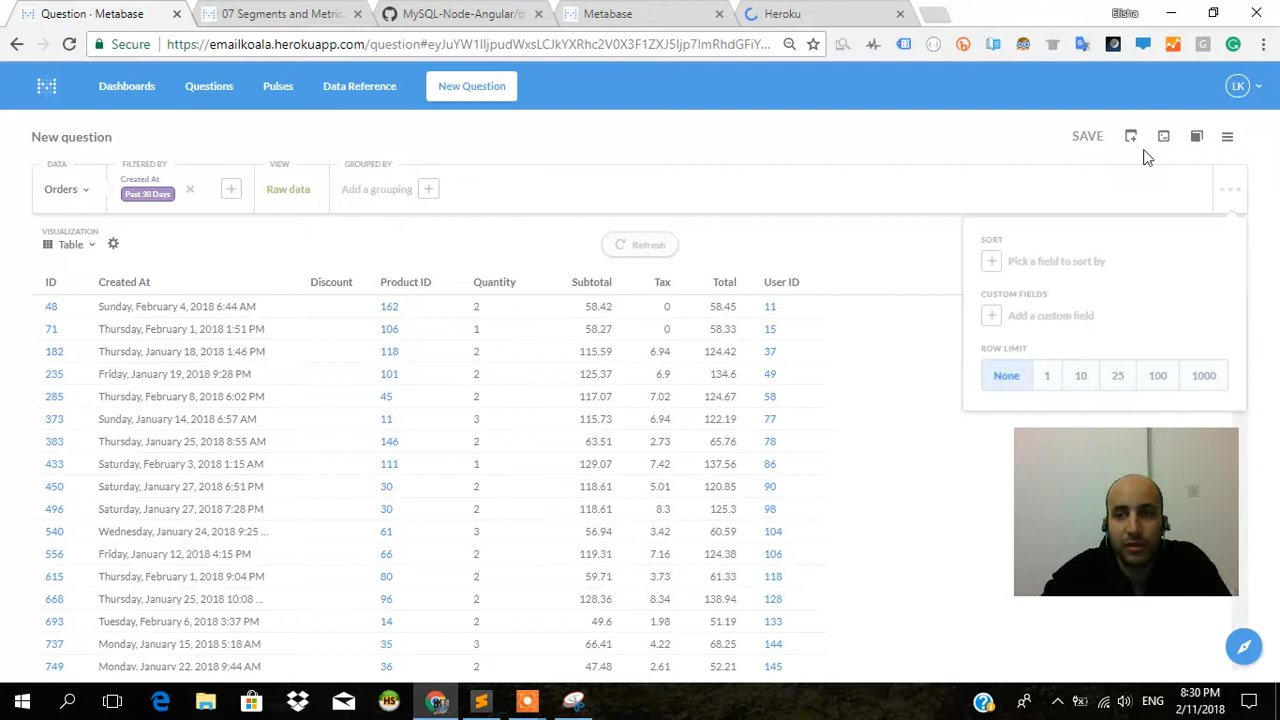 Question · Metabase
07 Segments and Metric
MySQL-Node-Angular/
Metabase
Heroku
Elisha
Secure
https://emailkoala.herokuapp.com/question#eyJuYW1lIjpudWxsLCJkYXRhc2V0X3F1ZXJ5Ijp7ImRhdGFiY...
Dashboards
Questions
Pulses
Data Reference
New Question
LK
New question
SAVE
DATA
FILTERED BY
VIEW
GROUPED BY
Orders
Created At
Past 30 Days
Raw data
Add a grouping
VISUALIZATION
Table
Refresh
SORT
Pick a field to sort by
CUSTOM FIELDS
Add a custom field
ROW LIMIT
None 1 10 25 100 1000
ID Created At Discount Product ID Quantity Subtotal Tax Total User ID
48 Sunday, February 4, 2018 6:44 AM 162 2 58.42 0 58.45 11
71 Thursday, February 1, 2018 1:51 PM 106 1 58.27 0 58.33 15
182 Thursday, January 18, 2018 1:46 PM 118 2 115.59 6.94 124.42 37
235 Friday, January 19, 2018 9:28 PM 101 2 125.37 6.9 134.6 49
285 Thursday, February 8, 2018 6:02 PM 45 2 117.07 7.02 124.67 58
373 Sunday, January 14, 2018 6:57 AM 11 3 115.73 6.94 122.19 77
383 Thursday, January 25, 2018 8:55 AM 146 2 63.51 2.73 65.76 78
433 Saturday, February 3, 2018 1:15 AM 111 1 129.07 7.42 137.56 86
450 Saturday, January 27, 2018 6:51 PM 30 2 118.61 5.01 120.85 90
496 Saturday, January 27, 2018 7:28 PM 30 2 118.61 8.3 125.3 98
540 Wednesday, January 24, 2018 9:25 ... 61 3 56.94 3.42 60.59 104
556 Friday, January 12, 2018 4:15 PM 66 2 119.31 7.16 124.38 106
615 Thursday, February 1, 2018 9:04 PM 80 2 59.71 3.73 61.33 118
668 Thursday, January 25, 2018 10:08 ... 96 2 128.36 8.34 138.94 128
693 Tuesday, February 6, 2018 3:37 PM 14 2 49.6 1.98 51.19 133
737 Monday, January 15, 2018 5:18 AM 35 3 66.41 4.22 68.25 144
749 Monday, January 22, 2018 9:44 AM 36 2 47.48 2.61 52.21 145
ENG
8:30 PM
2/11/2018